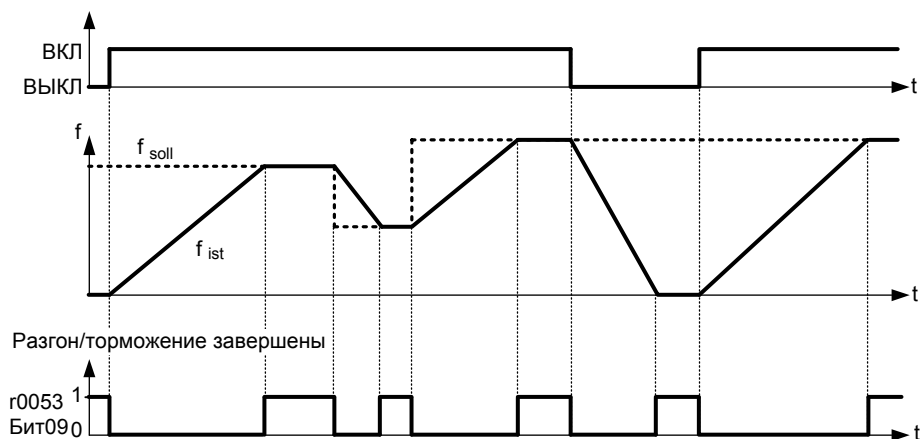 ВКЛ
ВЫКЛ
t
f
f soll
f ist
t
Разгон/торможение завершены
r0053 1
Бит09 0
t